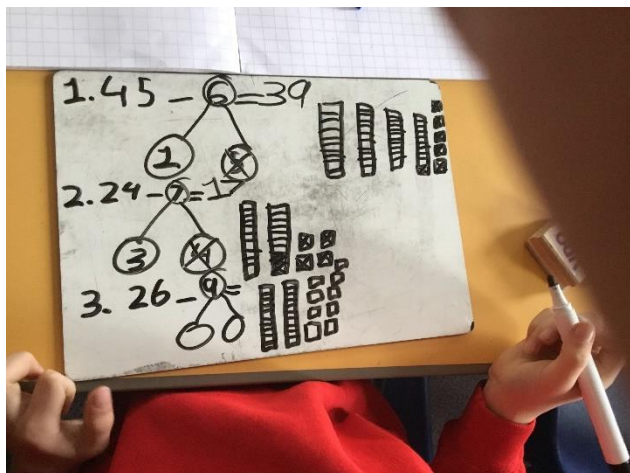 1. 45 - 6 = 39
1 5
2. 24 - 7 = 17
3 4
3. 26 - 9 =